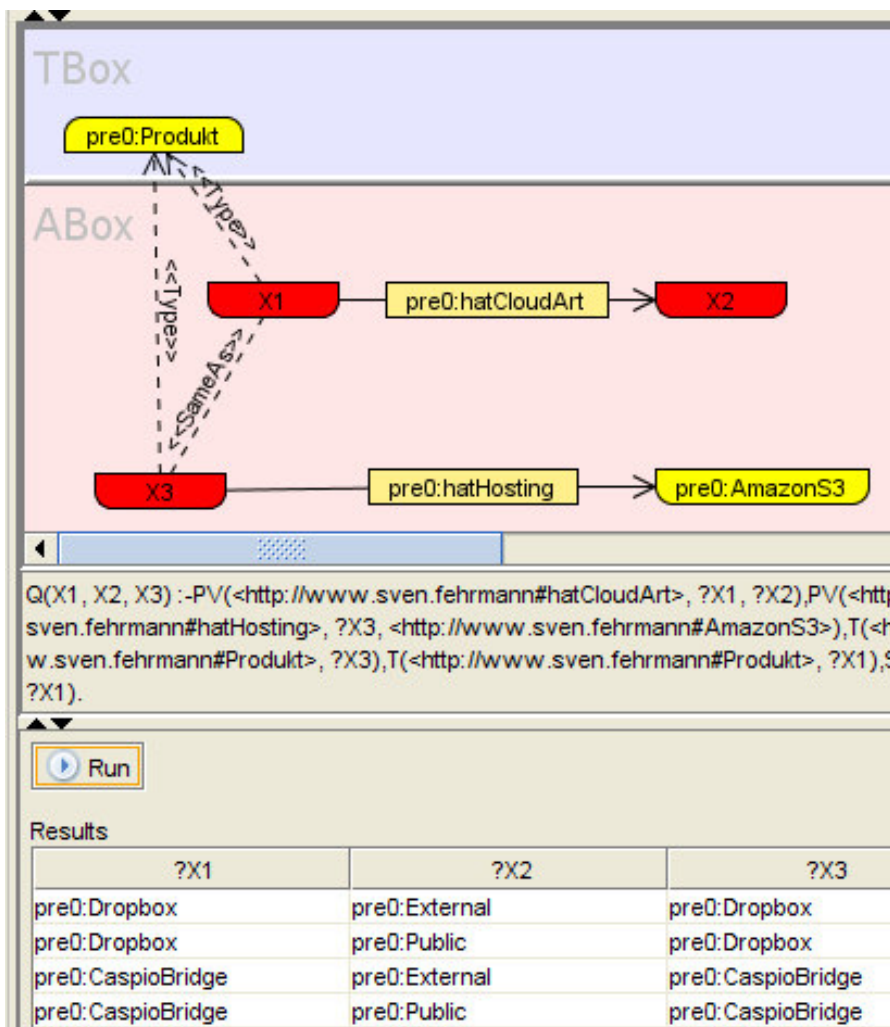 TBox
pre0:Produkt
<<Type>>
ABox
<<Type>>
X1
pre0:hatCloudArt
X2
<<SameAs>>
X3
pre0:hatHosting
pre0:AmazonS3
Q(X1, X2, X3) :-PV(<http://www.sven.fehrmann#hatCloudArt>, ?X1, ?X2),PV(<http
sven.fehrmann#hatHosting>, ?X3, <http://www.sven.fehrmann#AmazonS3>),T(<h
w.sven.fehrmann#Produkt>, ?X3),T(<http://www.sven.fehrmann#Produkt>, ?X1),S
?X1).
Run
Results
?X1 ?X2 ?X3
pre0:Dropbox pre0:External pre0:Dropbox
pre0:Dropbox pre0:Public pre0:Dropbox
pre0:CaspioBridge pre0:External pre0:CaspioBridge
pre0:CaspioBridge pre0:Public pre0:CaspioBridge